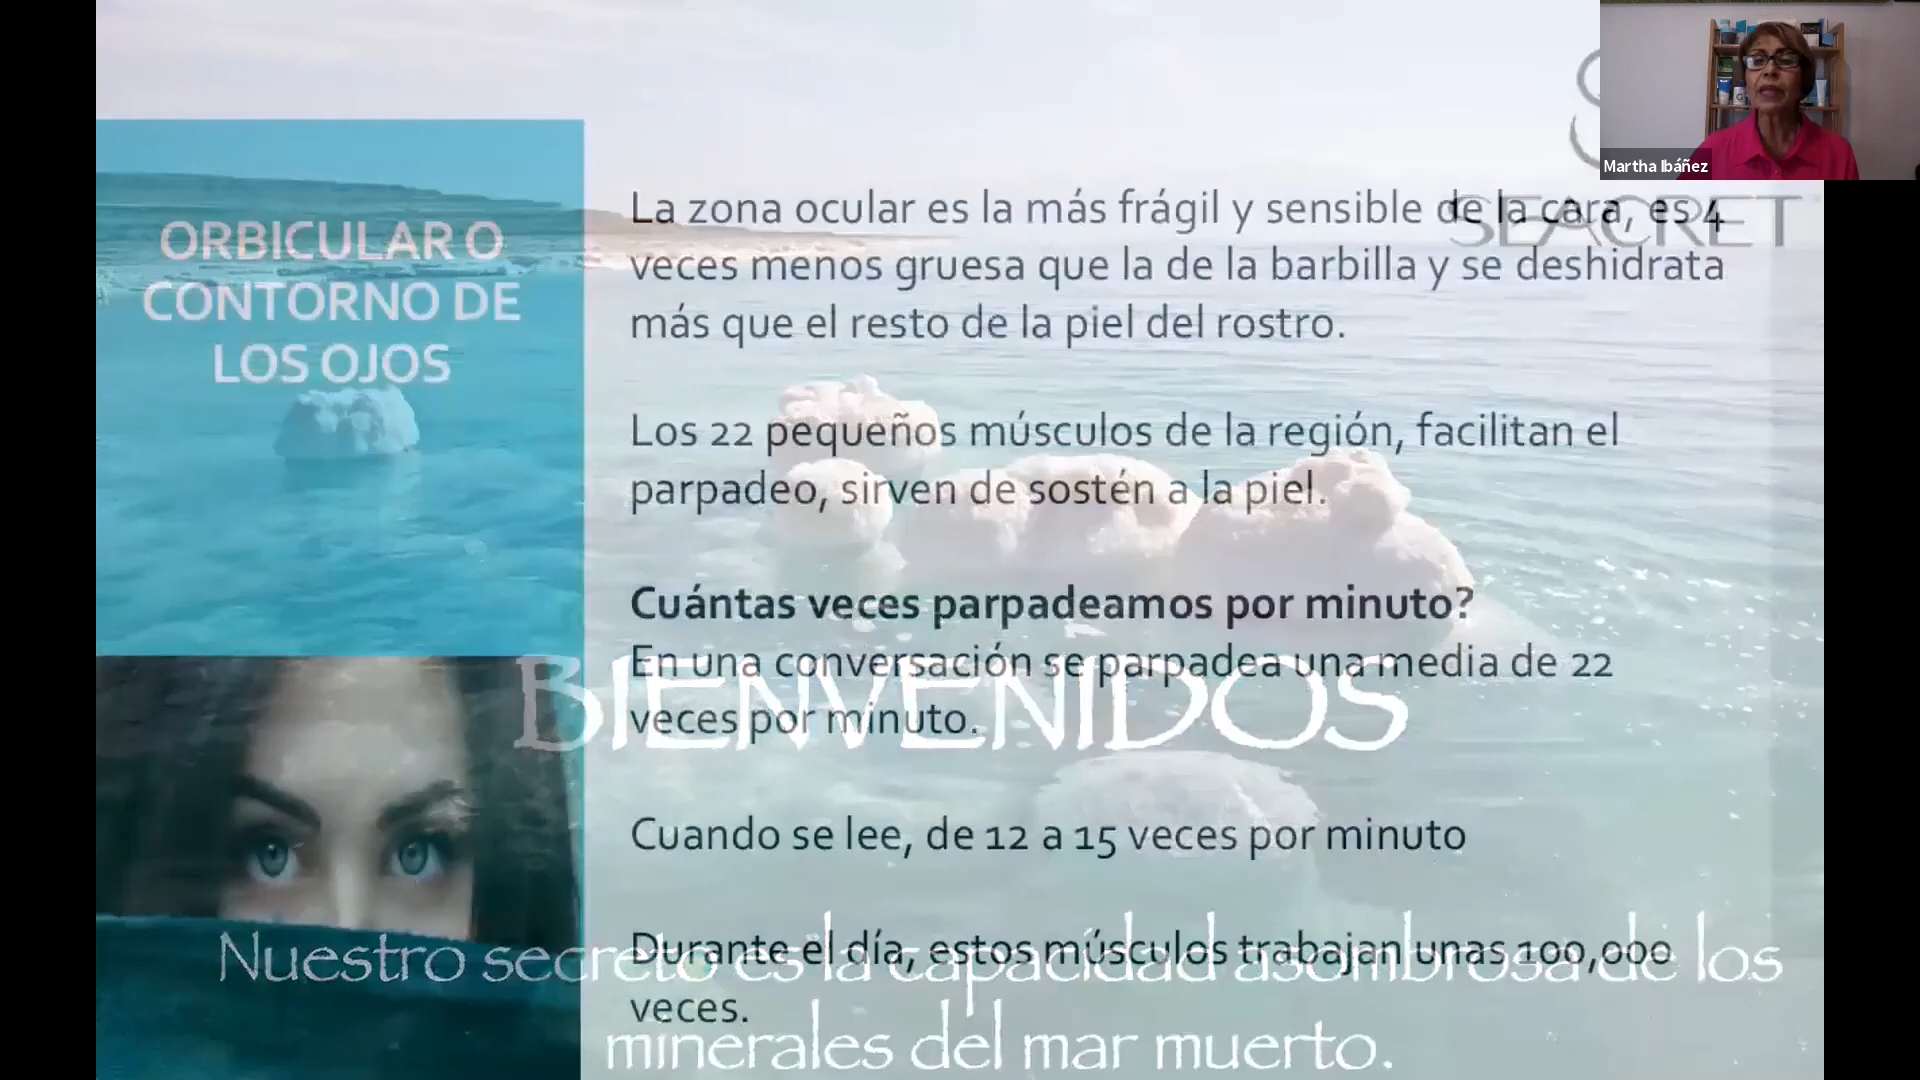 Martha Ibáñez
SEACRET
ORBICULAR O
CONTORNO DE
LOS OJOS
La zona ocular es la más frágil y sensible de la cara, es 4
veces menos gruesa que la de la barbilla y se deshidrata
más que el resto de la piel del rostro.
Los 22 pequeños músculos de la región, facilitan el
parpadeo, sirven de sostén a la piel.
Cuántas veces parpadeamos por minuto?
En una conversación se parpadea una media de 22
veces por minuto.
Cuando se lee, de 12 a 15 veces por minuto
Durante el día, estos músculos trabajan unas 100,000
veces.
BIENVENIDOS
Nuestro secreto es la capacidad asombrosa de los
minerales del mar muerto.